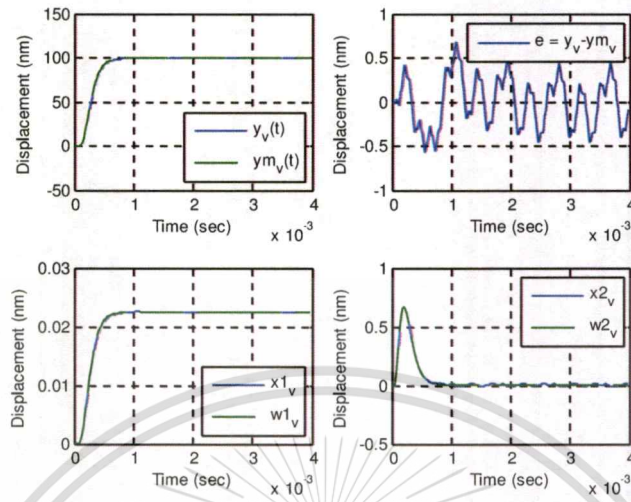 150
100
50
0
-50
Displacement (nm)
y_v(t)
ym_v(t)
0 1 2 3 4
Time (sec)
x 10^-3
1
0.5
0
-0.5
-1
Displacement (nm)
e = y_v-ym_v
0 1 2 3 4
Time (sec)
x 10^-3
0.03
0.02
0.01
0
Displacement (nm)
x1_v
w1_v
0 1 2 3 4
Time (sec)
x 10^-3
1
0.5
0
-0.5
Displacement (nm)
x2_v
w2_v
0 1 2 3 4
Time (sec)
x 10^-3